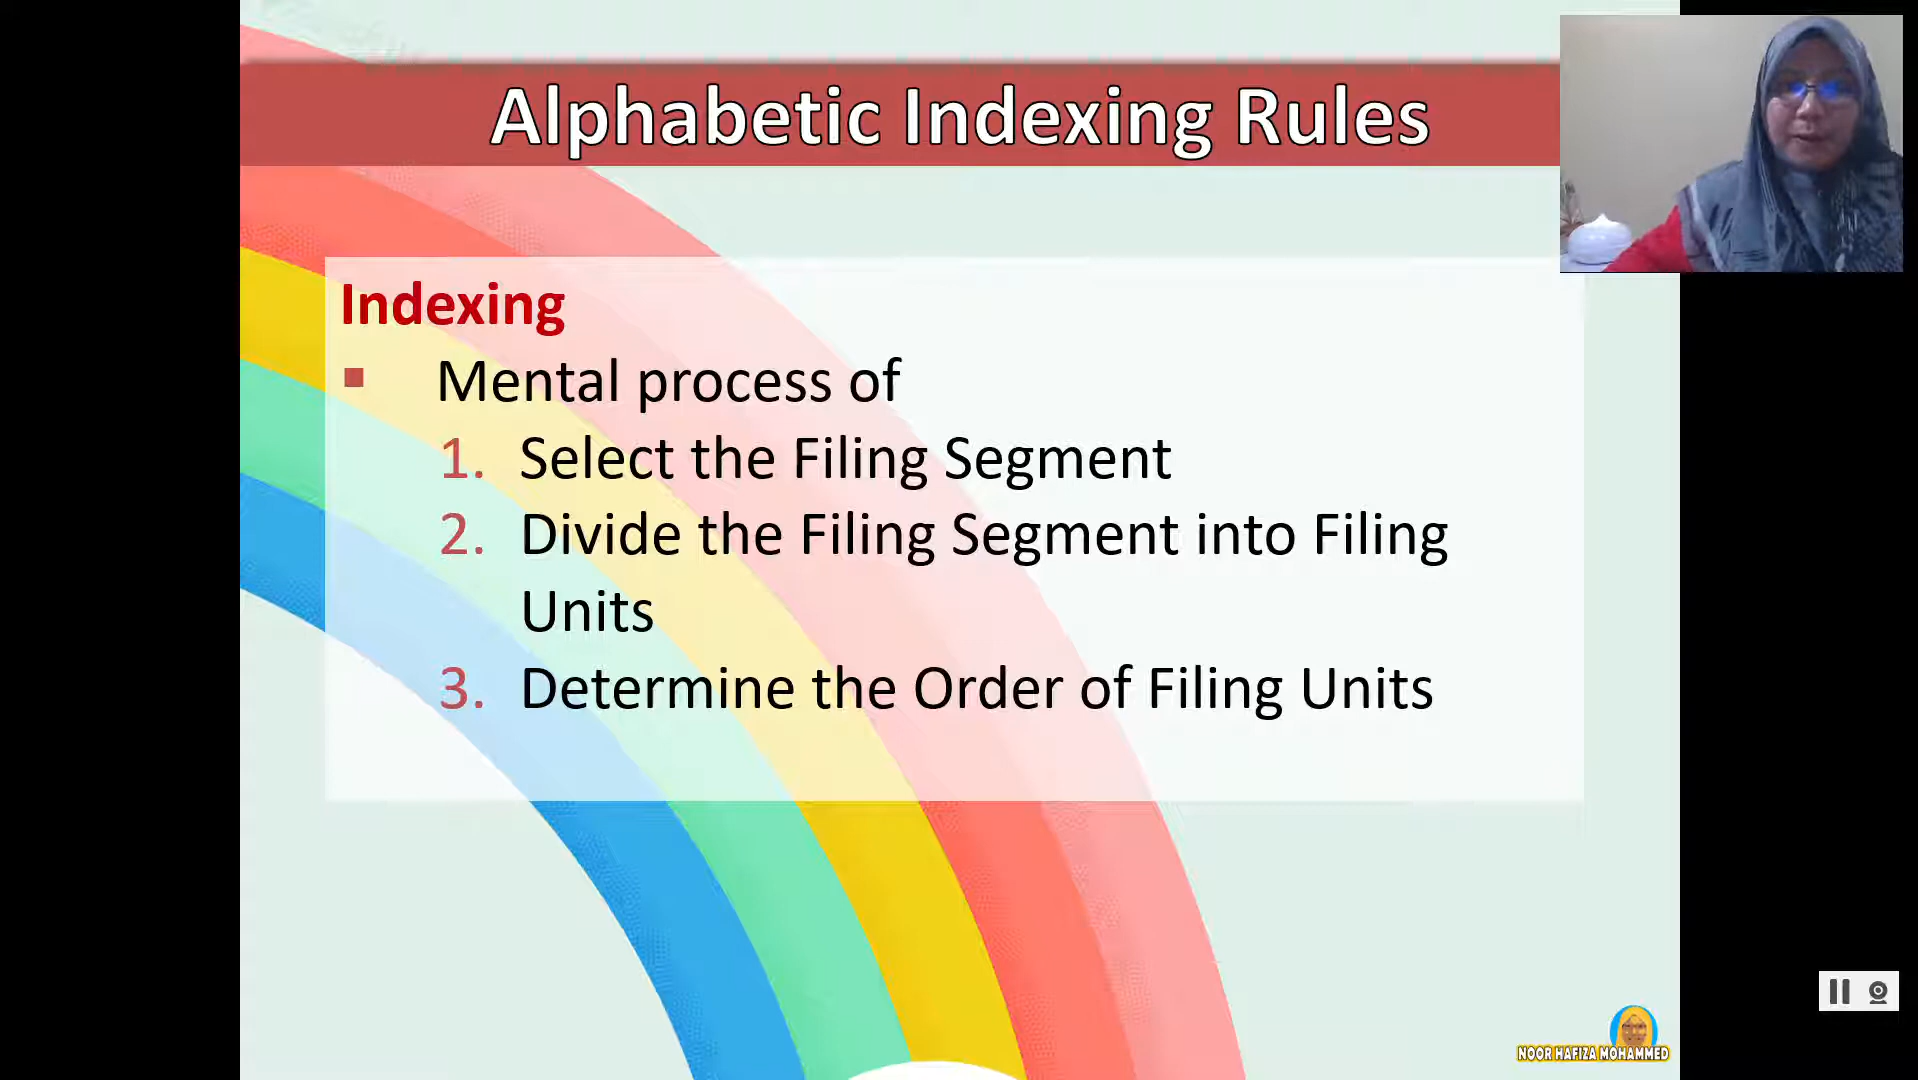 Alphabetic Indexing Rules
Indexing
▪ Mental process of
1. Select the Filing Segment
2. Divide the Filing Segment into Filing
Units
3. Determine the Order of Filing Units
NOOR HAFIZA MOHAMMED